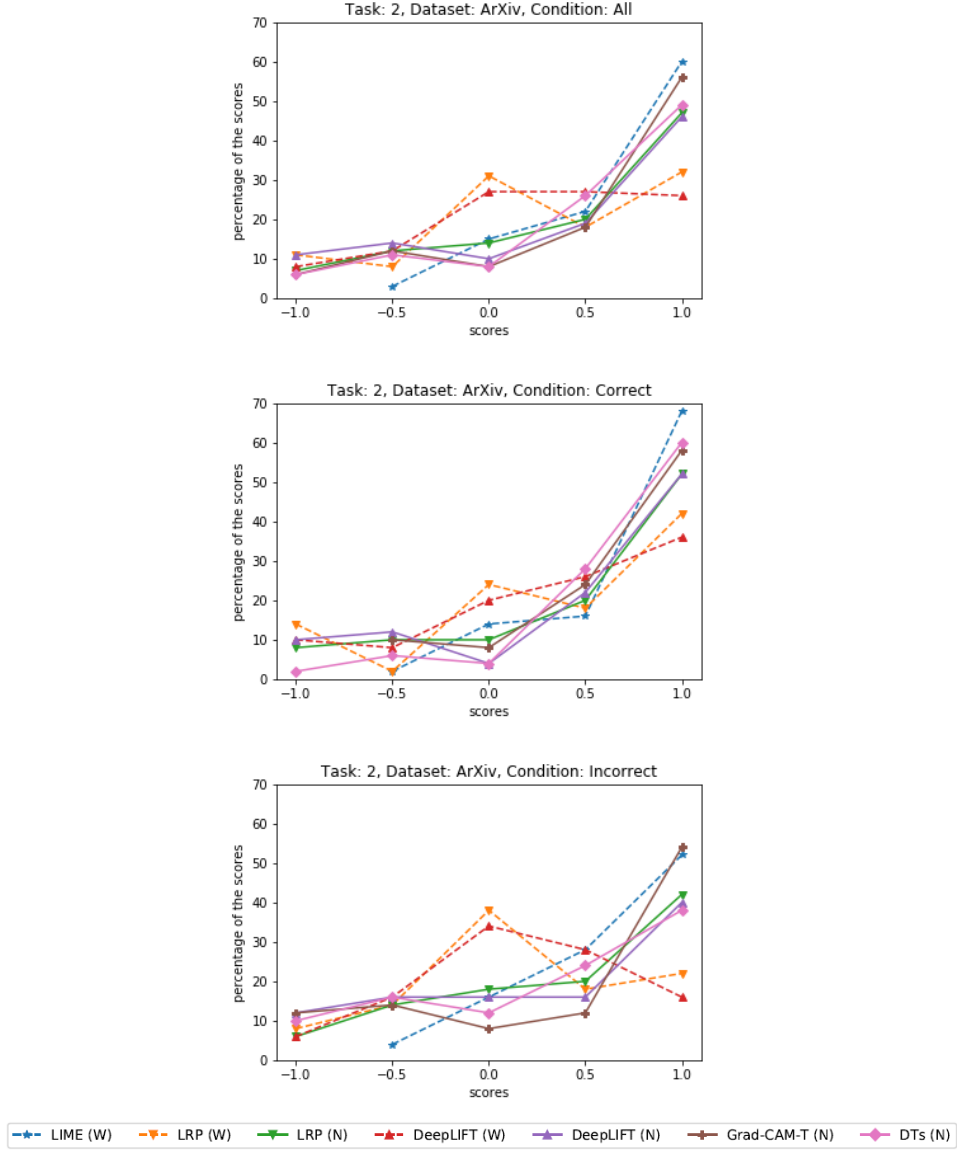 Task: 2, Dataset: ArXiv, Condition: All
70
60
50
40
30
20
10
0
percentage of the scores
−1.0 −0.5 0.0 0.5 1.0
scores
Task: 2, Dataset: ArXiv, Condition: Correct
70
60
50
40
30
20
10
0
percentage of the scores
−1.0 −0.5 0.0 0.5 1.0
scores
Task: 2, Dataset: ArXiv, Condition: Incorrect
70
60
50
40
30
20
10
0
percentage of the scores
−1.0 −0.5 0.0 0.5 1.0
scores
LIME (W) LRP (W) LRP (N) DeepLIFT (W) DeepLIFT (N) Grad-CAM-T (N) DTs (N)